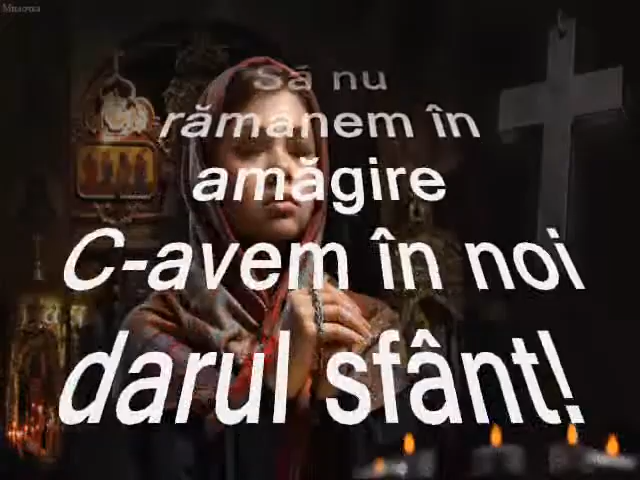 Să nu
rămanem în
amăgire
C-avem în noi
darul sfânt!